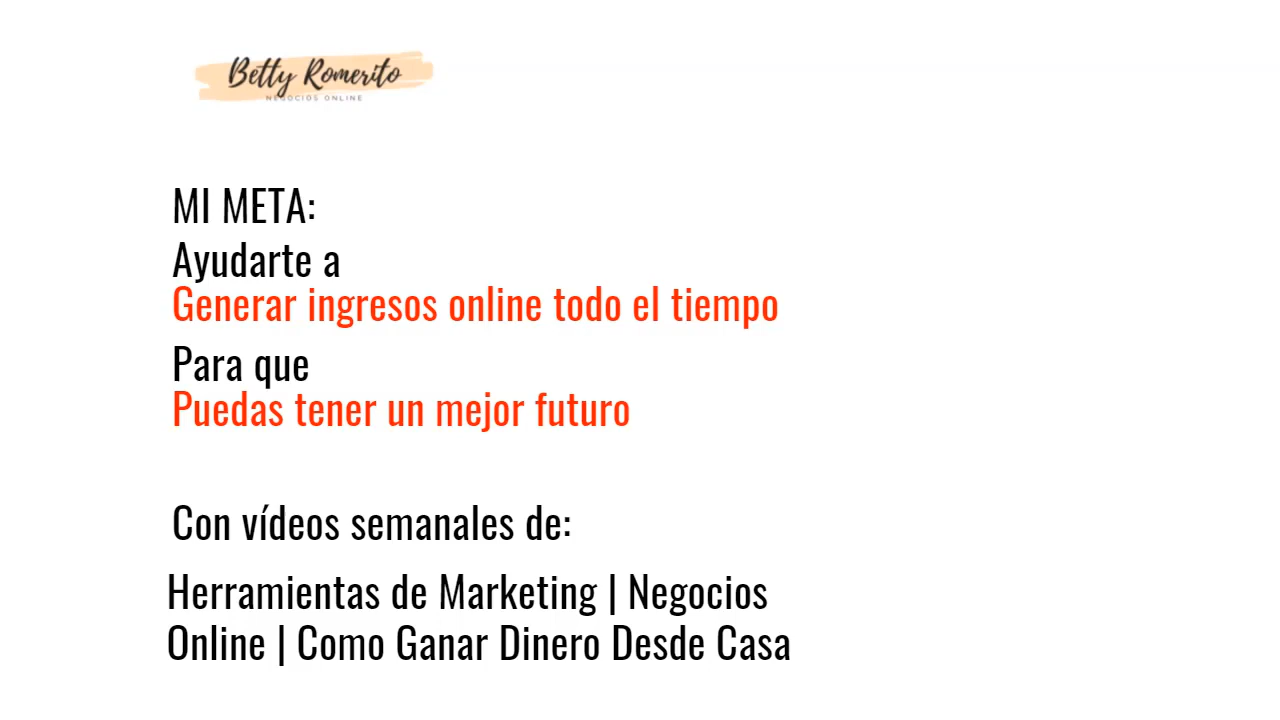 Betty Romerito
NEGOCIOS ONLINE
MI META:
Ayudarte a
Generar ingresos online todo el tiempo
Para que
Puedas tener un mejor futuro
Con vídeos semanales de:
Herramientas de Marketing | Negocios
Online | Como Ganar Dinero Desde Casa